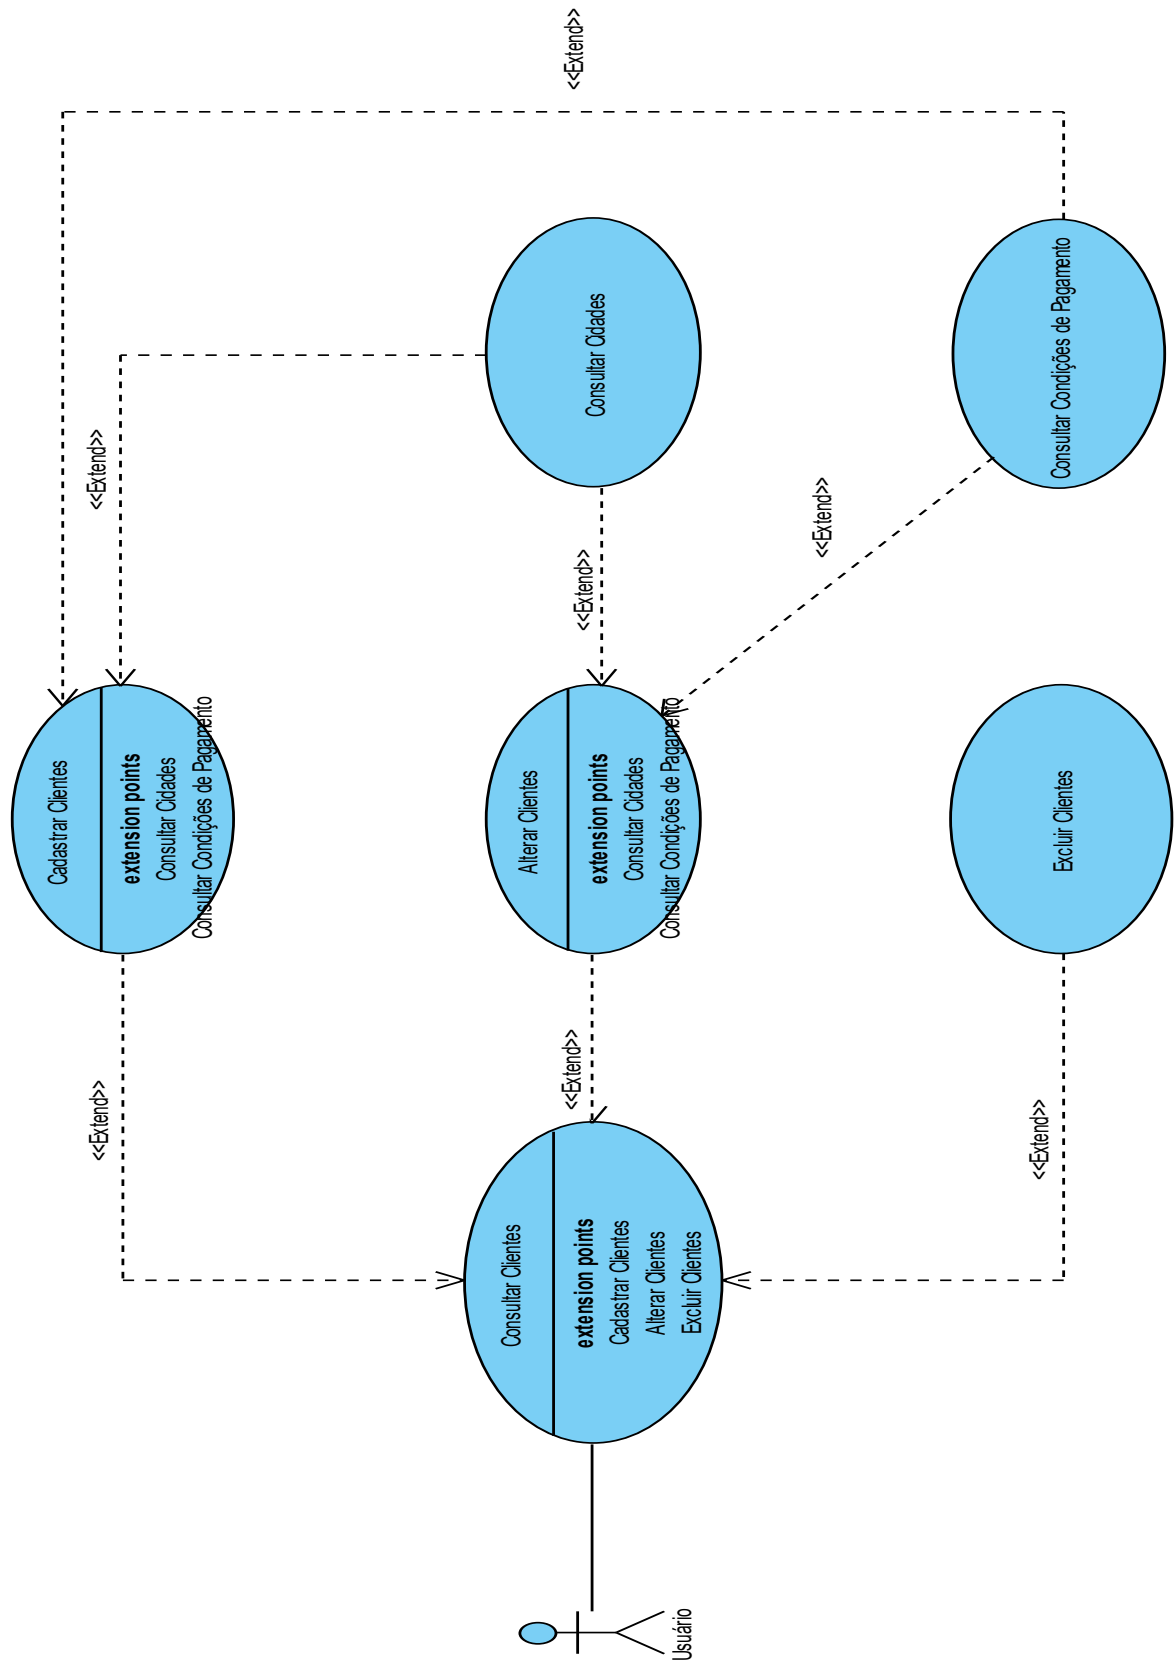 Usuário
Consultar Clientes
extension points
Cadastrar Clientes
Alterar Clientes
Excluir Clientes
<<Extend>>
<<Extend>>
<<Extend>>
Cadastrar Clientes
extension points
Consultar Cidades
Consultar Condições de Pagamento
Alterar Clientes
extension points
Consultar Cidades
Consultar Condições de Pagamento
Excluir Clientes
<<Extend>>
<<Extend>>
<<Extend>>
Consultar Cidades
Consultar Condições de Pagamento
<<Extend>>